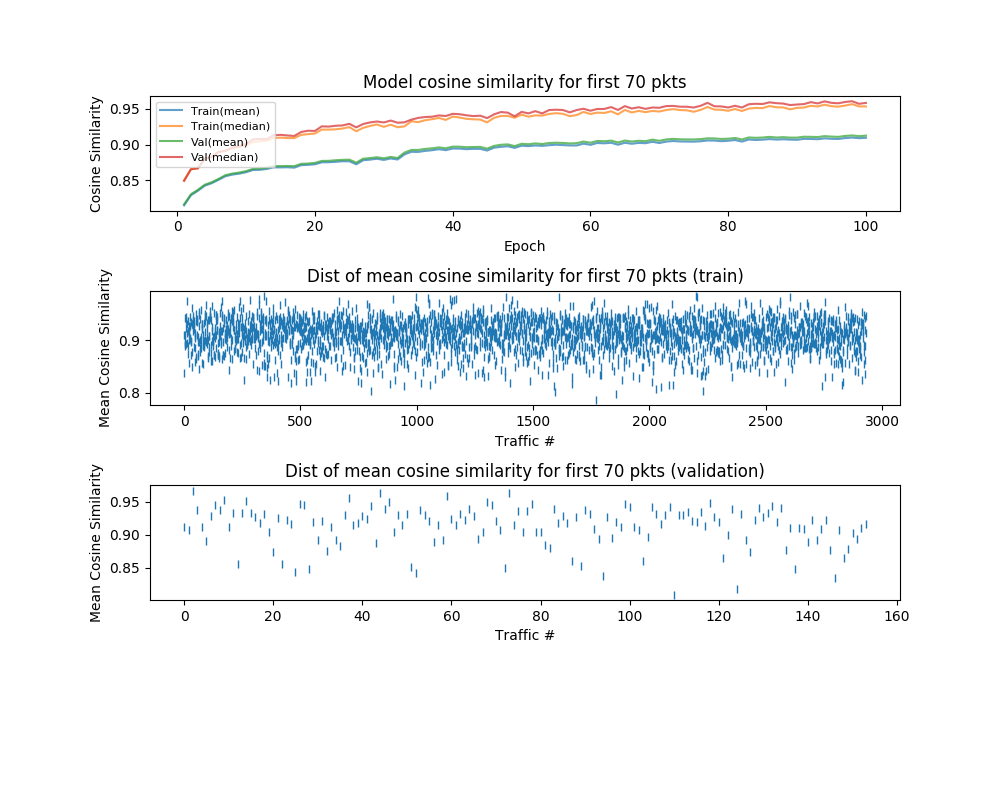 Model cosine similarity for first 70 pkts
Cosine Similarity
0.95
0.90
0.85
Train(mean)
Train(median)
Val(mean)
Val(median)
0 20 40 60 80 100
Epoch
Dist of mean cosine similarity for first 70 pkts (train)
Mean Cosine Similarity
0.9
0.8
0 500 1000 1500 2000 2500 3000
Traffic #
Dist of mean cosine similarity for first 70 pkts (validation)
Mean Cosine Similarity
0.95
0.90
0.85
0 20 40 60 80 100 120 140 160
Traffic #